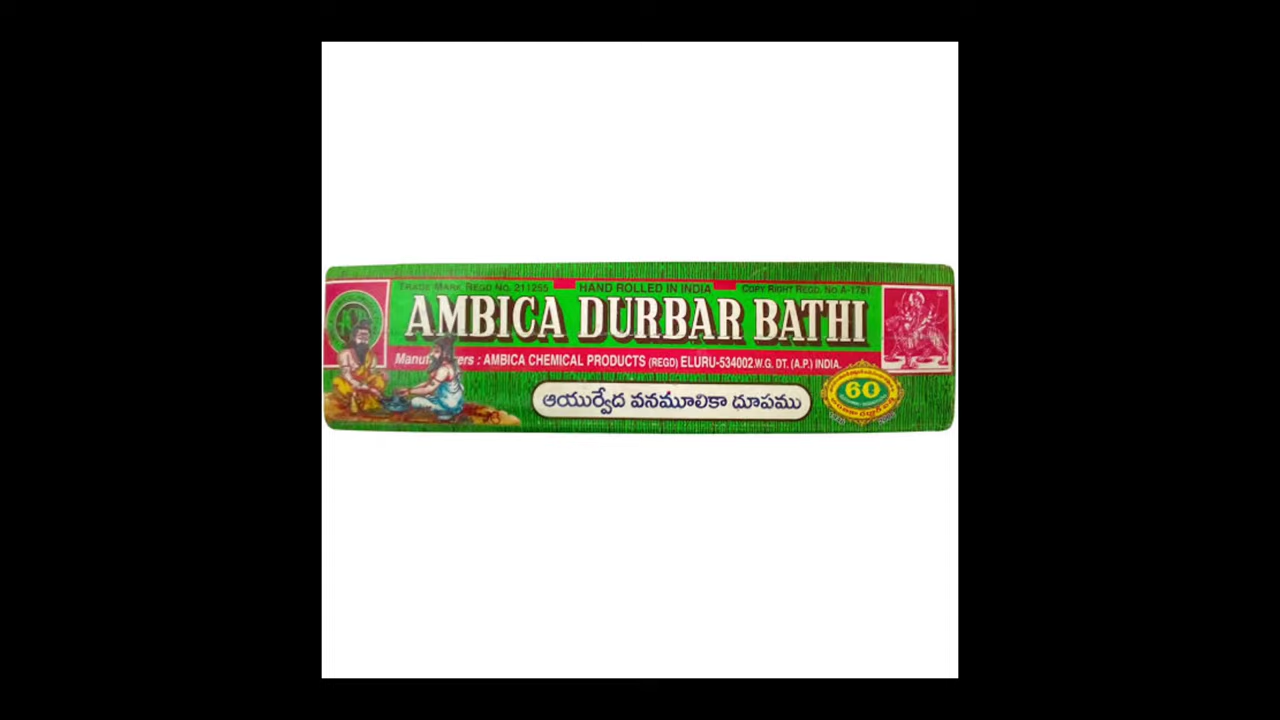 TRADE MARK REGD NO. 211255 HAND ROLLED IN INDIA COPY RIGHT REGD. NO A-1781
AMBICA DURBAR BATHI
Manufacturers : AMBICA CHEMICAL PRODUCTS (REGD) ELURU-534002.W.G. DT. (A.P.) INDIA.
ఆయుర్వేద వనమూలికా ధూపము
60